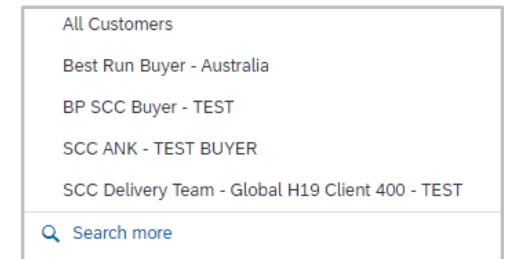 All Customers
Best Run Buyer - Australia
BP SCC Buyer - TEST
SCC ANK - TEST BUYER
SCC Delivery Team - Global H19 Client 400 - TEST
Search more